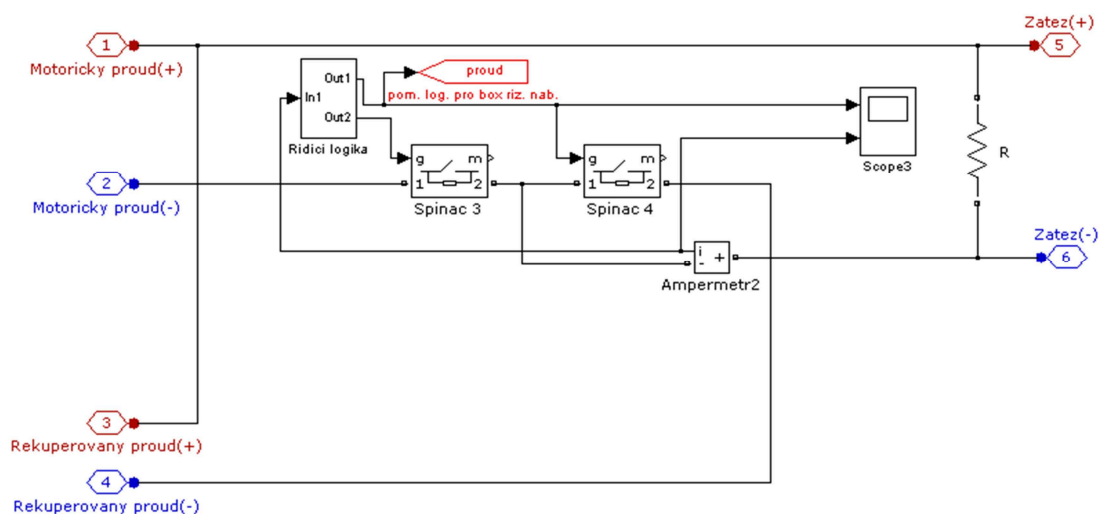 Zatez(+)
1
5
Motoricky proud(+)
proud
Out1
In1
pom. log. pro box riz. nab.
Out2
Ridici logika
Scope3
R
2
g m
1 2
g m
1 2
Motoricky proud(-)
Spinac 3
Spinac 4
Zatez(-)
i
- +
6
Ampermetr2
3
Rekuperovany proud(+)
4
Rekuperovany proud(-)